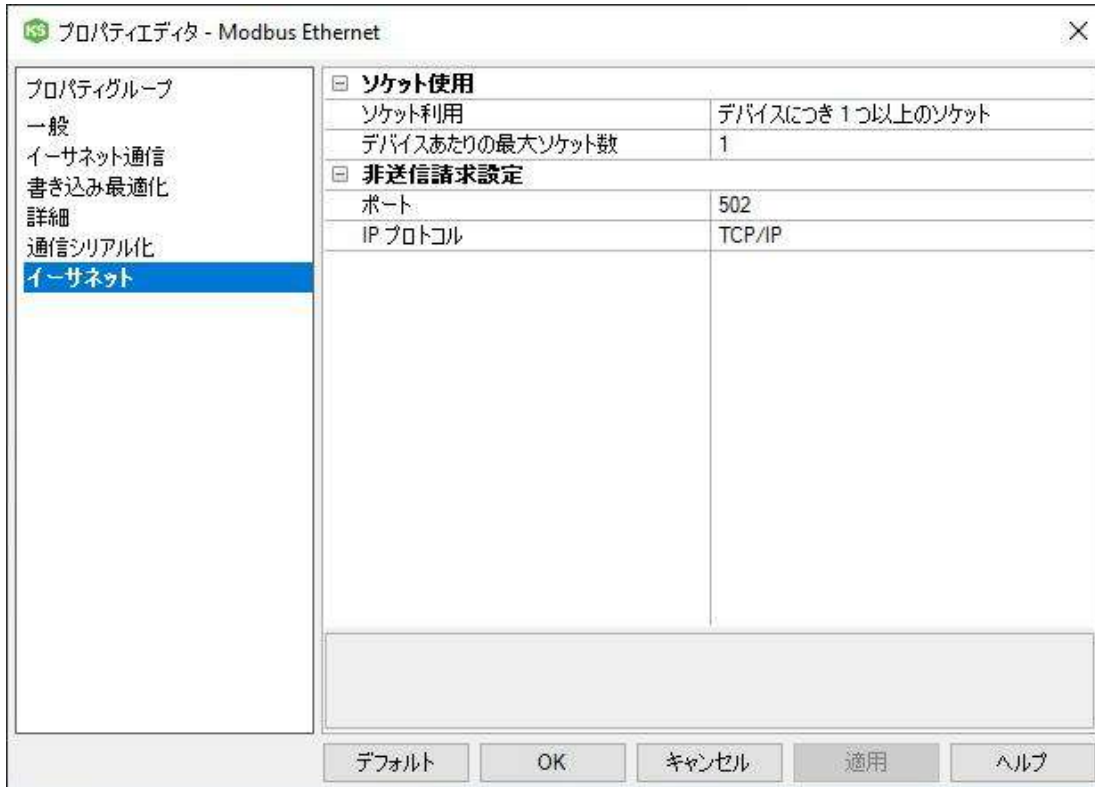 プロパティエディタ - Modbus Ethernet
プロパティグループ
一般
イーサネット通信
書き込み最適化
詳細
通信シリアル化
イーサネット
ソケット使用
ソケット利用 デバイスにつき 1 つ以上のソケット
デバイスあたりの最大ソケット数 1
非送信請求設定
ポート 502
IP プロトコル TCP/IP
デフォルト OK キャンセル 適用 ヘルプ